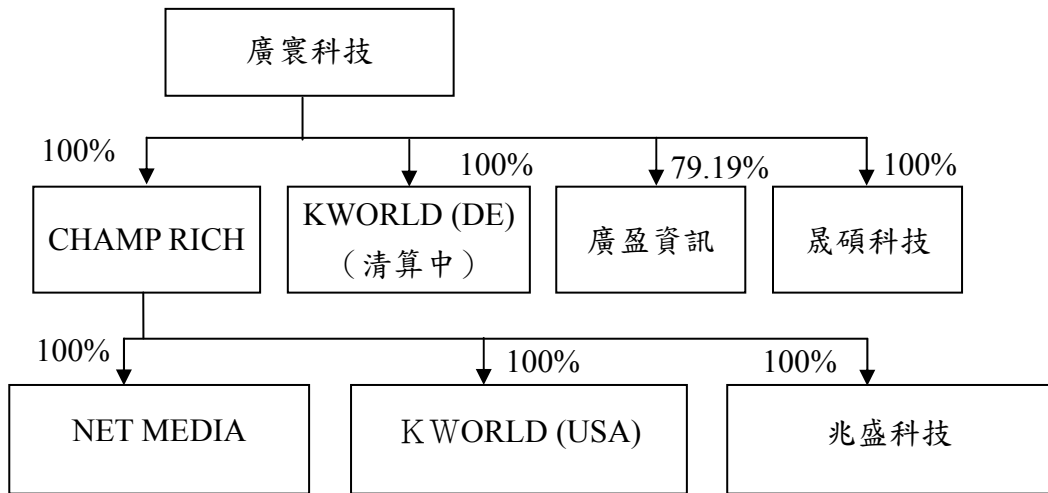 廣寰科技
100%
100%
79.19%
100%
CHAMP RICH
KWORLD (DE)
（清算中）
廣盈資訊
晟碩科技
100%
100%
100%
NET MEDIA
ＫＷORLD (USA)
兆盛科技